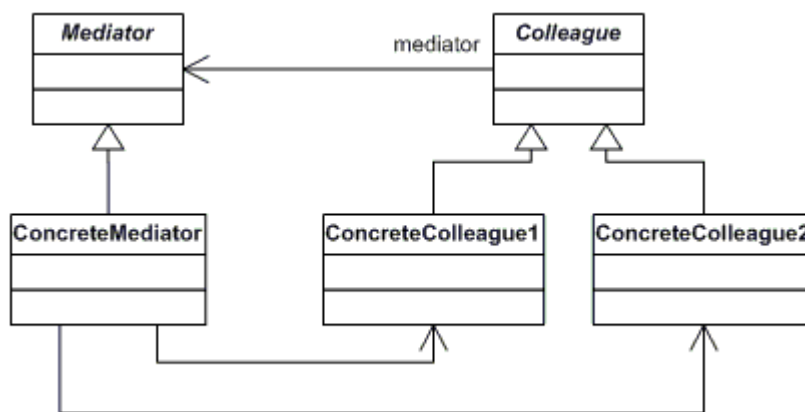 Mediator
mediator
Colleague
ConcreteMediator
ConcreteColleague1
ConcreteColleague2